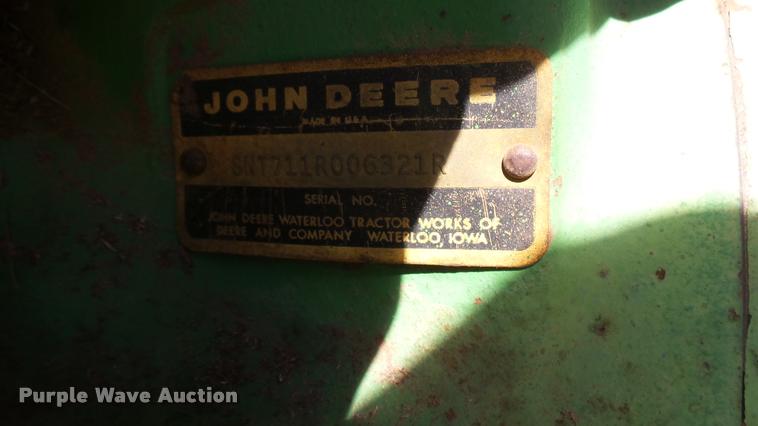 JOHN DEERE
MADE IN U.S.A.
SNT711R006321R
SERIAL NO.
JOHN DEERE WATERLOO TRACTOR WORKS OF
DEERE AND COMPANY WATERLOO, IOWA
Purple Wave Auction